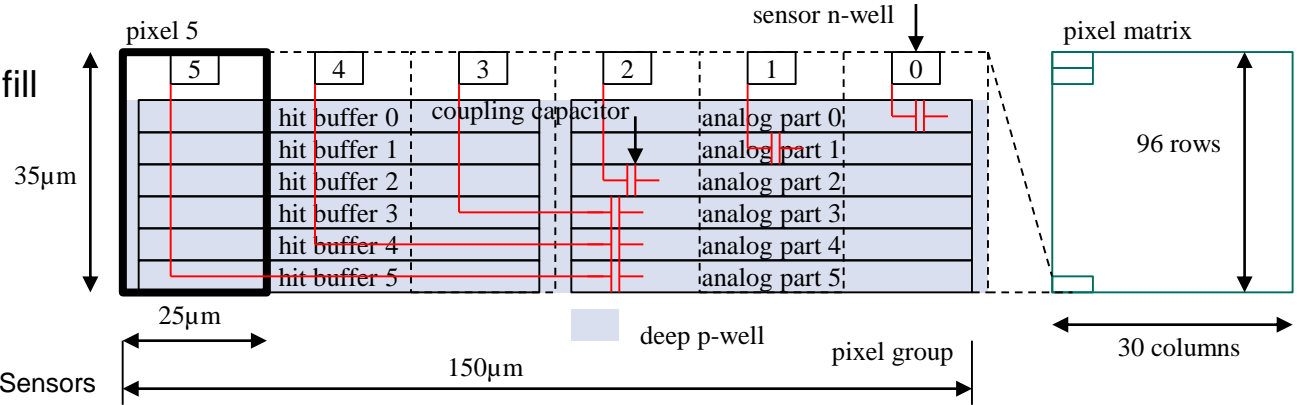 sensor n-well
pixel 5
pixel matrix
5 4 3 2 1 0
fill
coupling capacitor
hit buffer 0 analog part 0
hit buffer 1 analog part 1
96 rows
35µm
hit buffer 2 analog part 2
hit buffer 3 analog part 3
hit buffer 4 analog part 4
hit buffer 5 analog part 5
25µm
deep p-well
30 columns
pixel group
150µm
Sensors